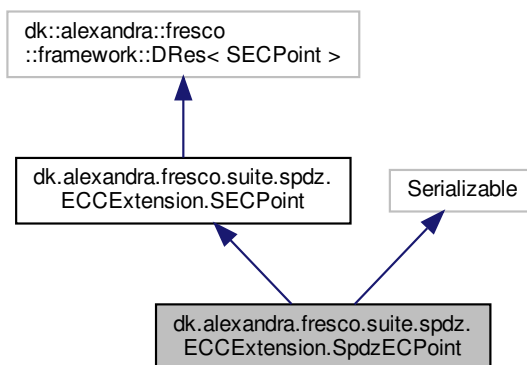 dk::alexandra::fresco
::framework::DRes< SECPoint >
dk.alexandra.fresco.suite.spdz.
ECCExtension.SECPoint
Serializable
dk.alexandra.fresco.suite.spdz.
ECCExtension.SpdzECPoint